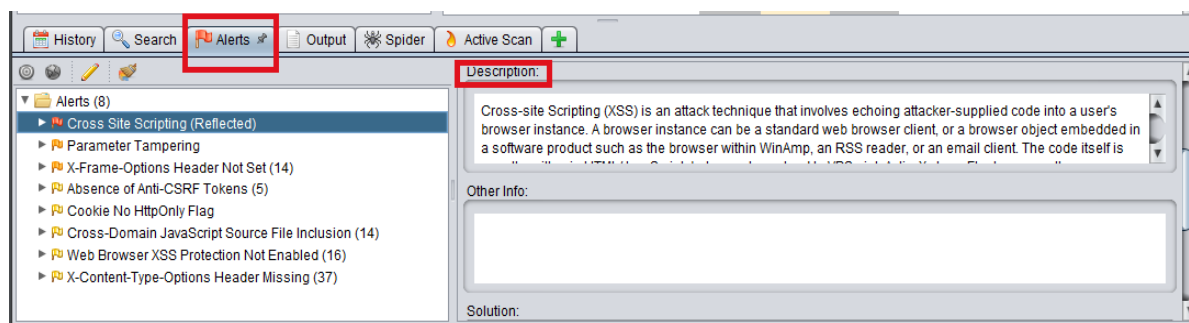 History Search Alerts Output Spider Active Scan
Description:
Alerts (8)
Cross Site Scripting (Reflected)
Parameter Tampering
X-Frame-Options Header Not Set (14)
Absence of Anti-CSRF Tokens (5)
Cookie No HttpOnly Flag
Cross-Domain JavaScript Source File Inclusion (14)
Web Browser XSS Protection Not Enabled (16)
X-Content-Type-Options Header Missing (37)
Cross-site Scripting (XSS) is an attack technique that involves echoing attacker-supplied code into a user's
browser instance. A browser instance can be a standard web browser client, or a browser object embedded in
a software product such as the browser within WinAmp, an RSS reader, or an email client. The code itself is
Other Info:
Solution: